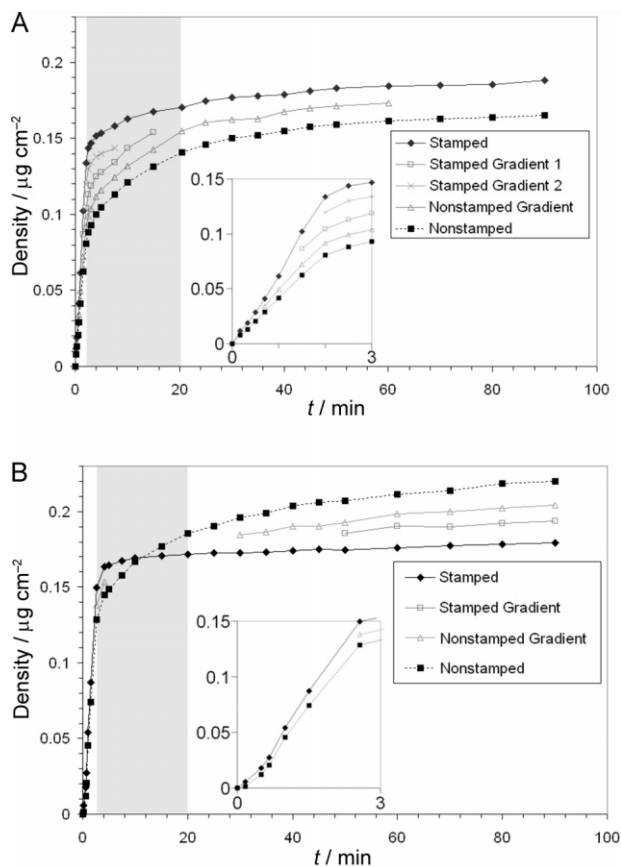 A
Density / µg cm⁻²
0.2
0.15
0.1
0.05
0
0 20 40 60 80 100
t / min
Stamped
Stamped Gradient 1
Stamped Gradient 2
Nonstamped Gradient
Nonstamped
0.15
0.1
0.05
0
0 3
B
Density / µg cm⁻²
0.2
0.15
0.1
0.05
0
0 20 40 60 80 100
t / min
Stamped
Stamped Gradient
Nonstamped Gradient
Nonstamped
0.15
0.1
0.05
0
0 3